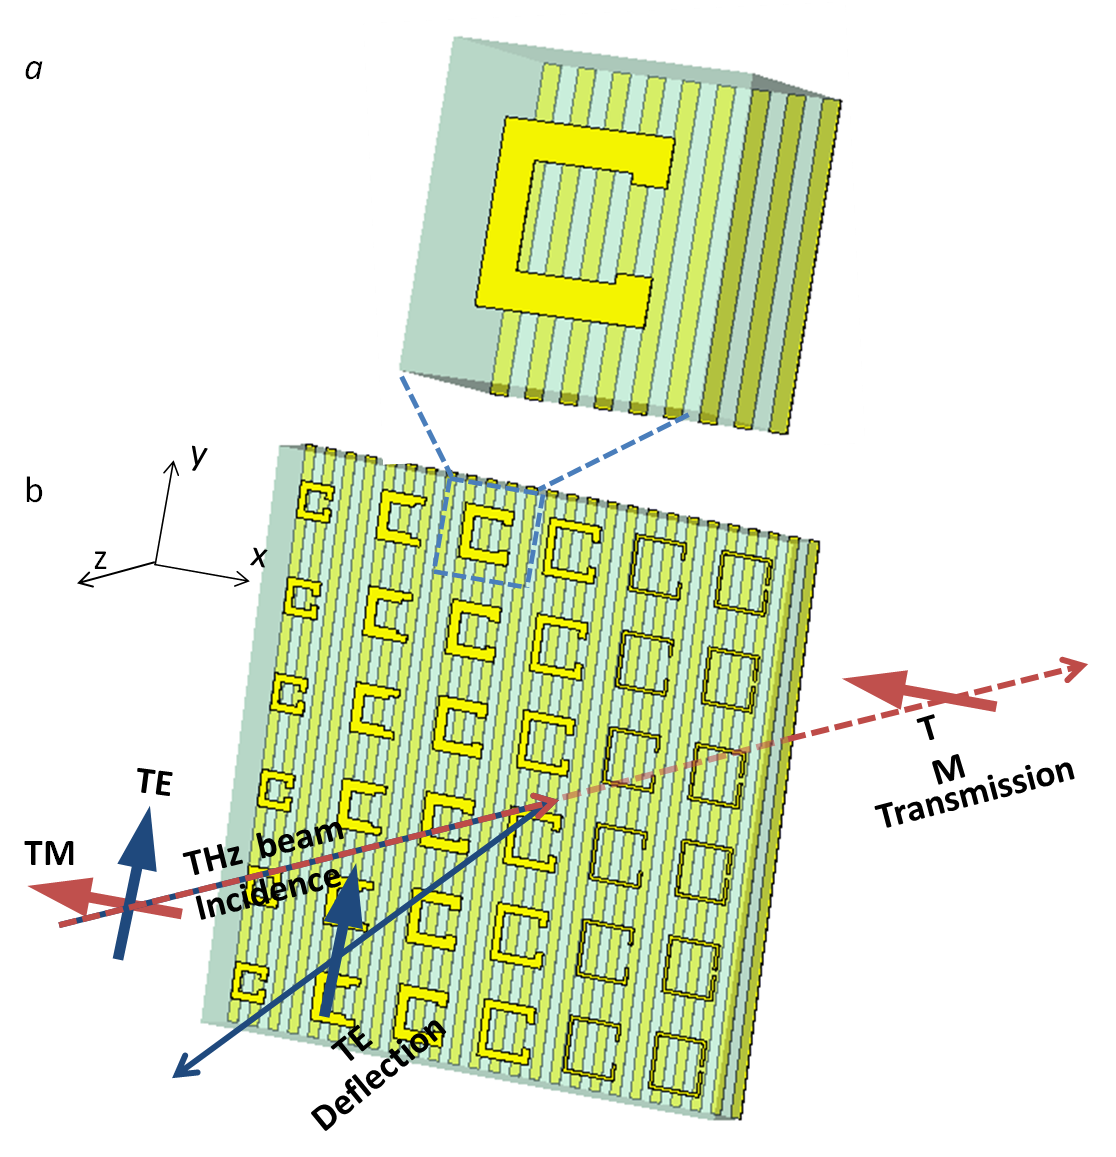 a
b
y
z
x
TE
TM
THz beam
Incidence
T
M
Transmission
TE
Deflection